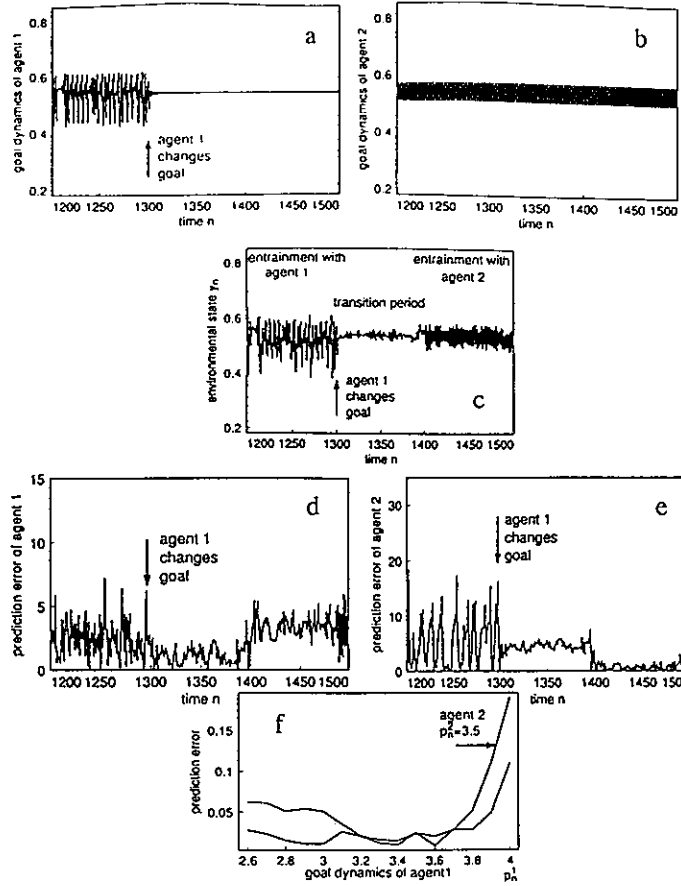 0.8
0.6
0.4
0.2
goal dynamics of agent 1
a
agent 1
changes
goal
1200 1250 1300 1350 1400 1450 1500
time n
0.8
0.6
0.4
0.2
goal dynamics of agent 2
b
1200 1250 1300 1350 1400 1450 1500
time n
0.8
0.6
0.4
0.2
environmental state yₙ
entrainment with
agent 1
entrainment with
agent 2
transition period
agent 1
changes
goal
c
1200 1250 1300 1350 1400 1450 1500
time n
15
10
5
0
prediction error of agent 1
d
agent 1
changes
goal
1200 1250 1300 1350 1400 1450 1500
time n
30
20
10
0
prediction error of agent 2
e
agent 1
changes
goal
1200 1250 1300 1350 1400 1450 1500
time n
0.15
0.1
0.05
prediction error
f
agent 2
p²ₙ=3.5
2.6 2.8 3 3.2 3.4 3.6 3.8 4
goal dynamics of agent1
p¹ₙ